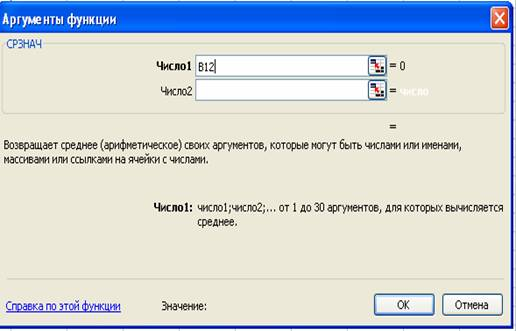 Аргументы функции
СРЗНАЧ
Число1 B12 = 0
Число2 = число
=
Возвращает среднее (арифметическое) своих аргументов, которые могут быть числами или именами,
массивами или ссылками на ячейки с числами.
Число1: число1;число2;... от 1 до 30 аргументов, для которых вычисляется
среднее.
Справка по этой функции Значение: ОК Отмена